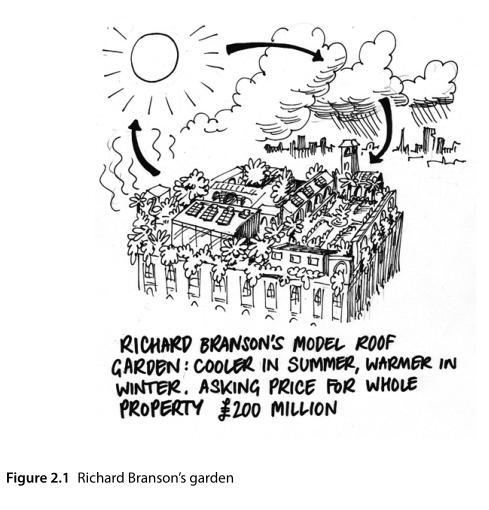 RICHARD BRANSON'S MODEL ROOF
GARDEN: COOLER IN SUMMER, WARMER IN
WINTER. ASKING PRICE FOR WHOLE
PROPERTY £200 MILLION
Figure 2.1 Richard Branson's garden